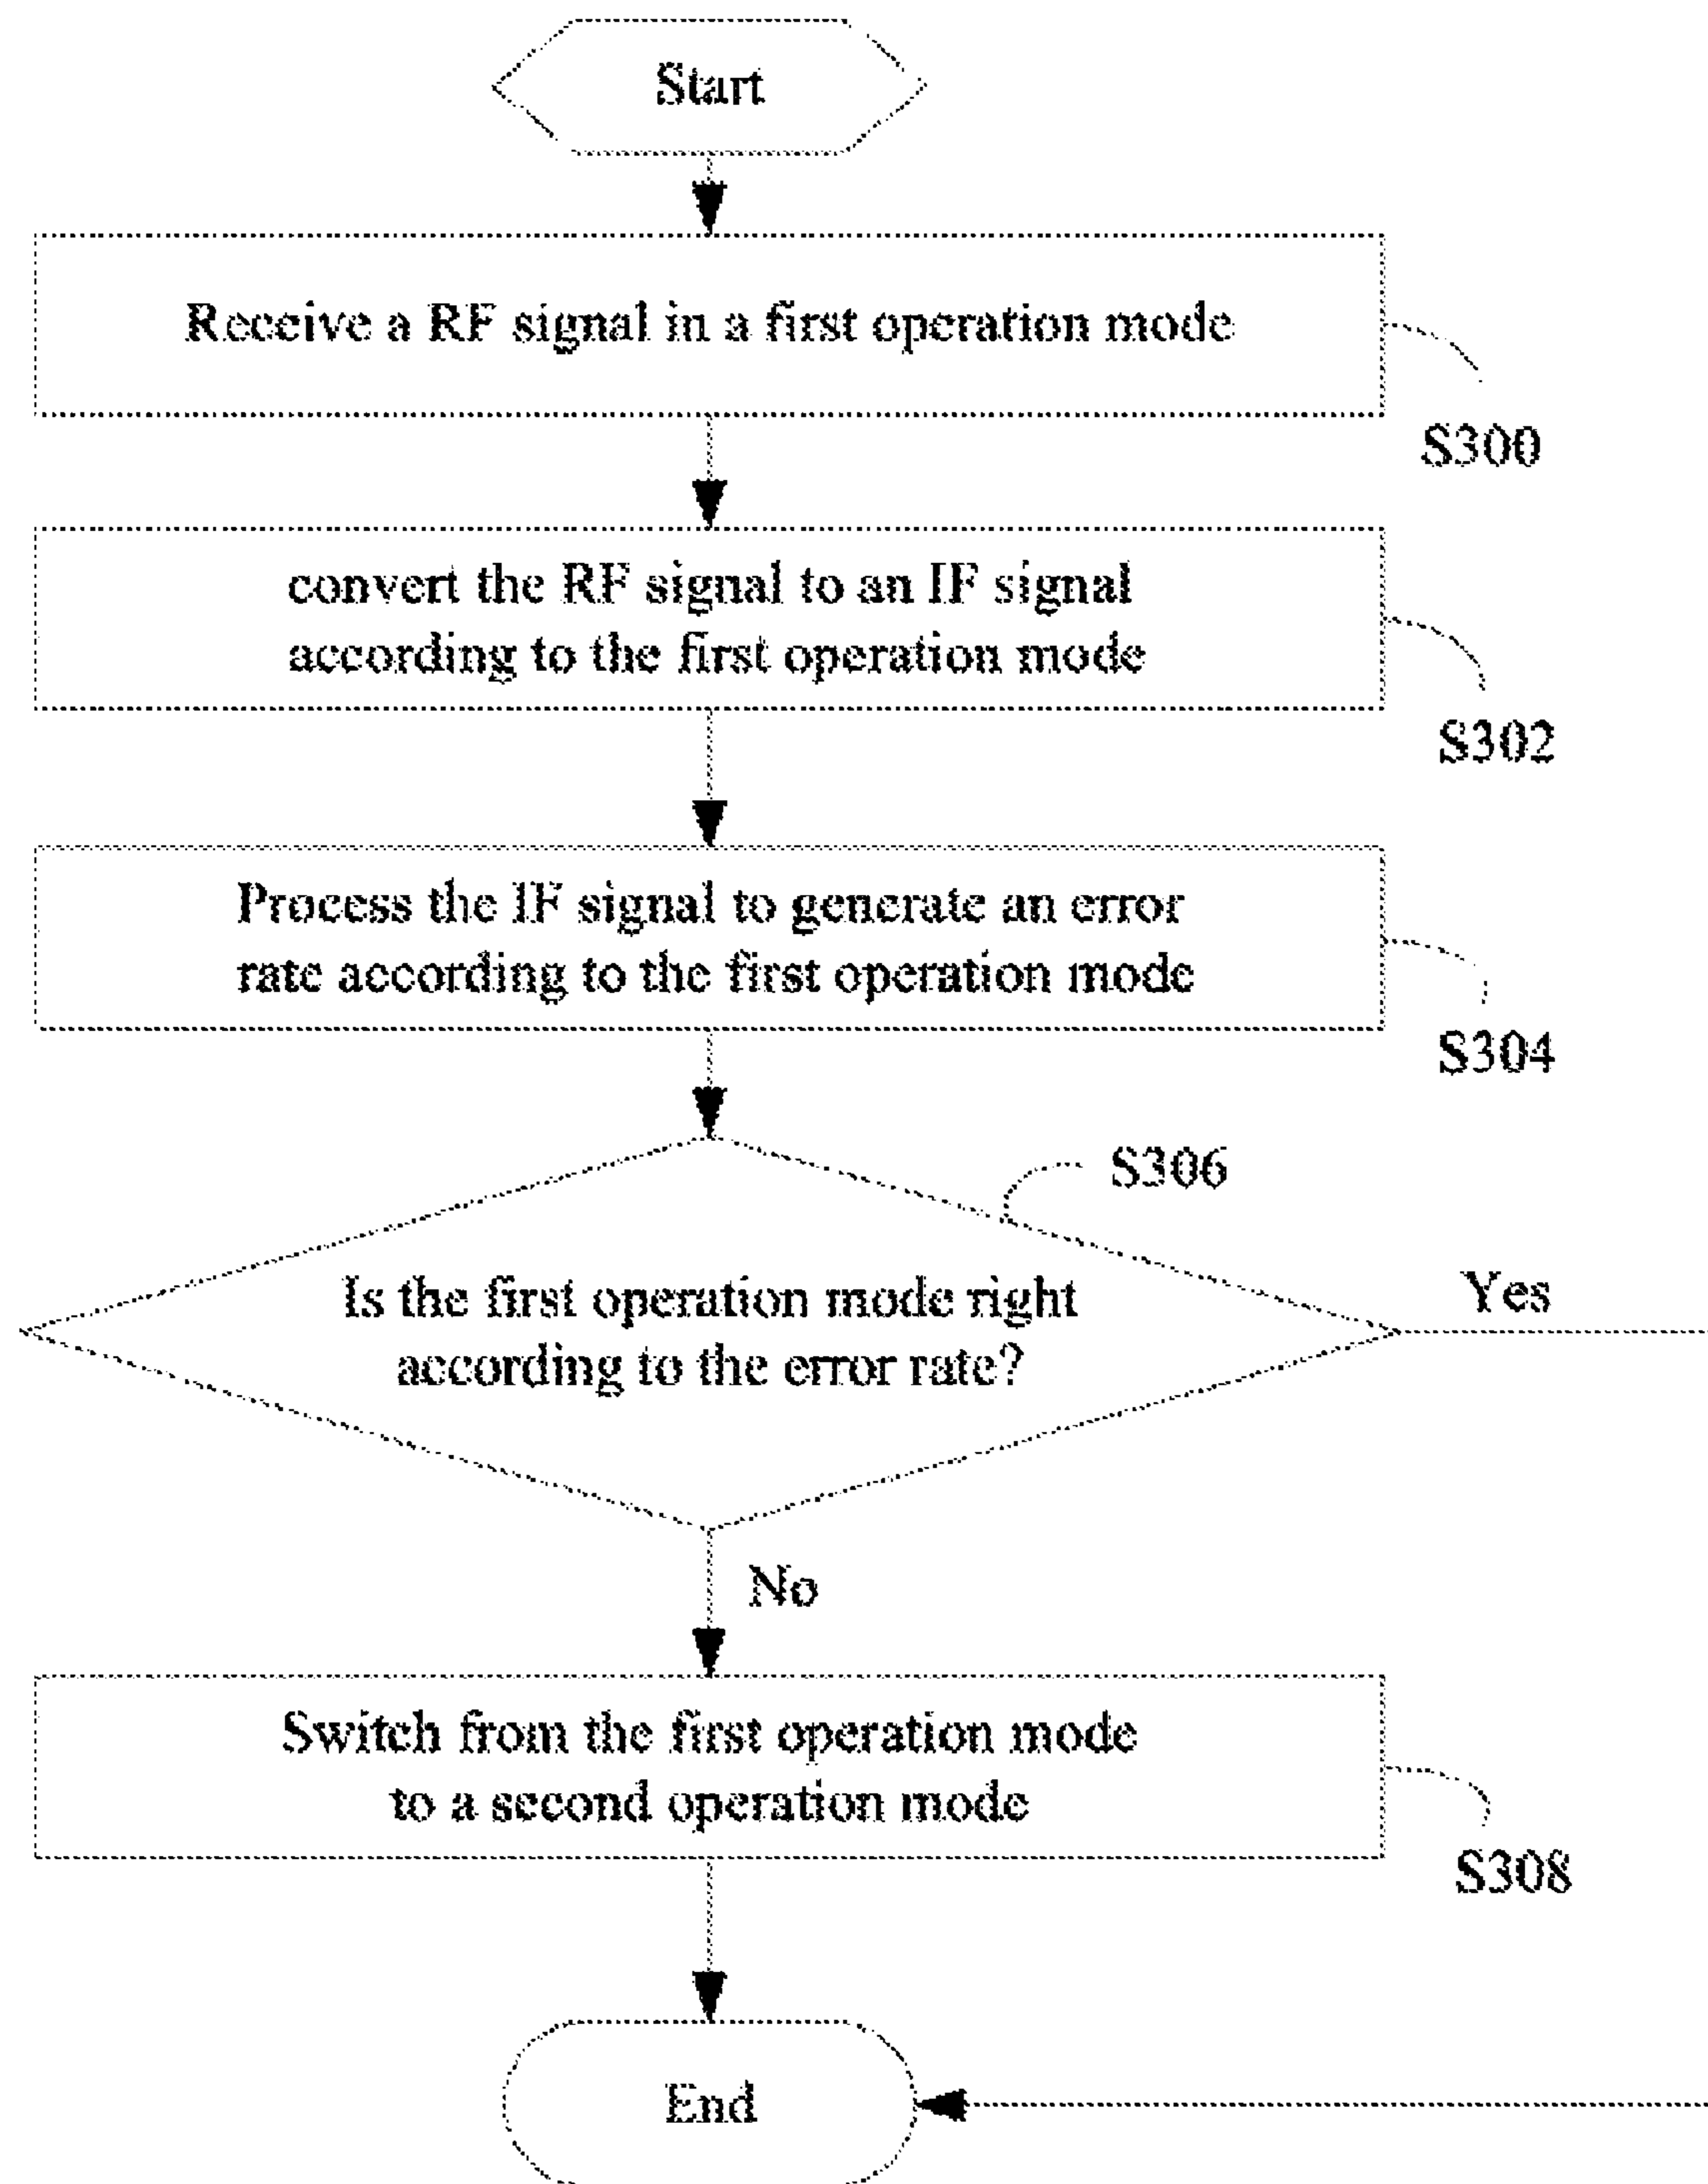 Start
Receive a RF signal in a first operation mode
S300
convert the RF signal to an IF signal
according to the first operation mode
S302
Process the IF signal to generate an error
rate according to the first operation mode
S304
S306
Is the first operation mode right
according to the error rate?
Yes
No
Switch from the first operation mode
to a second operation mode
S308
End